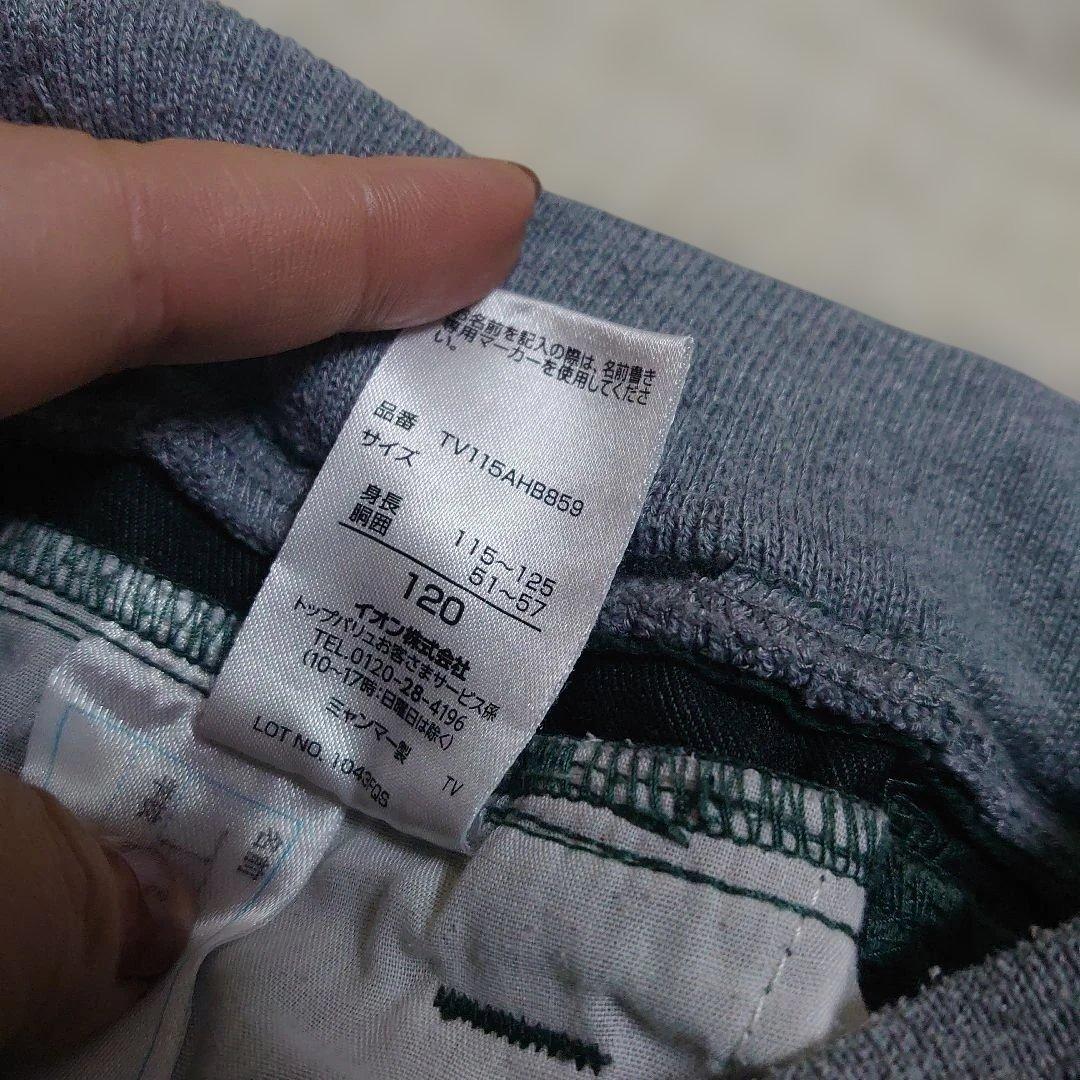 お名前を記入の際は、名前書き
専用マーカーを使用してくださ
い。
品番 TV115AHB859
サイズ
身長 115~125
胴囲 51~57
120
イオン株式会社
トップバリュお客さまサービス係
TEL.0120-28-4196
(10~17時:日曜日は除く)
ミャンマー製 TV
LOT NO. 1043FQS